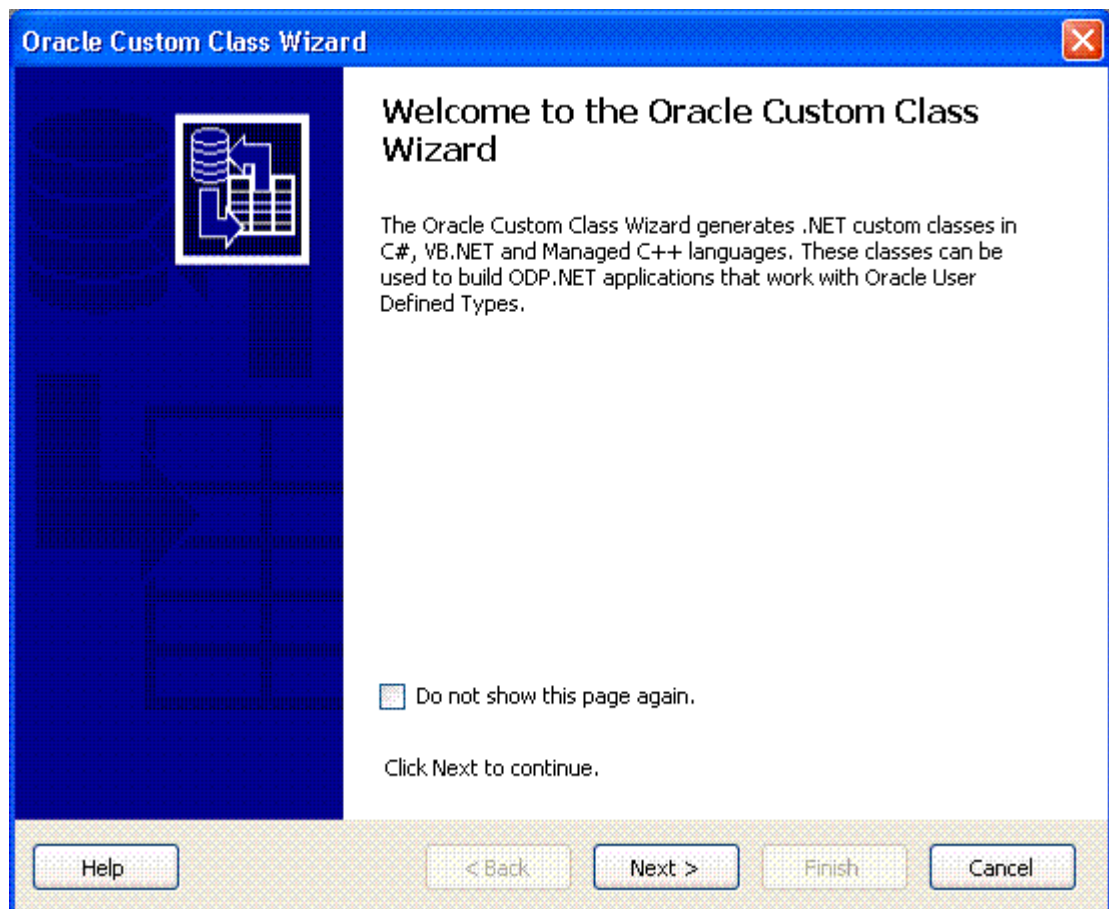 Oracle Custom Class Wizard
Welcome to the Oracle Custom Class
Wizard
The Oracle Custom Class Wizard generates .NET custom classes in
C#, VB.NET and Managed C++ languages. These classes can be
used to build ODP.NET applications that work with Oracle User
Defined Types.
Do not show this page again.
Click Next to continue.
Help
< Back
Next >
Finish
Cancel